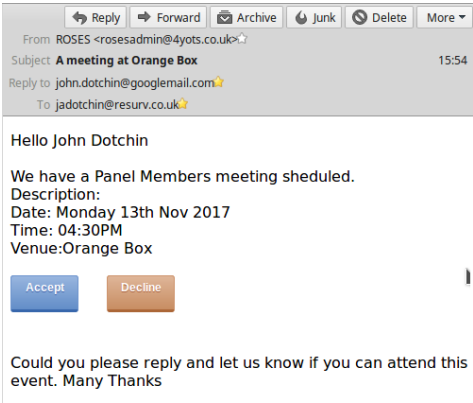 Reply Forward Archive Junk Delete More
From ROSES <rosesadmin@4yots.co.uk>
Subject A meeting at Orange Box 15:54
Reply to john.dotchin@googlemail.com
To jadotchin@resurv.co.uk
Hello John Dotchin
We have a Panel Members meeting sheduled.
Description:
Date: Monday 13th Nov 2017
Time: 04:30PM
Venue:Orange Box
Accept Decline
Could you please reply and let us know if you can attend this
event. Many Thanks